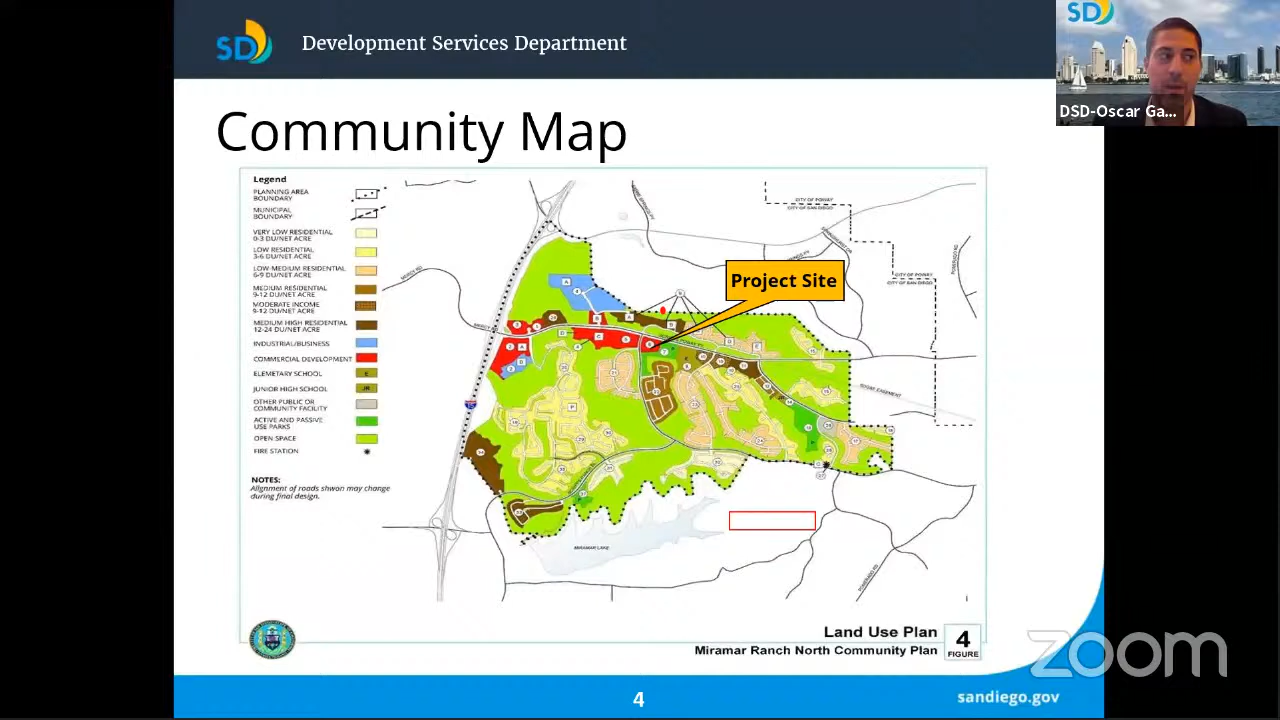 SD
Development Services Department
SD
DSD-Oscar Ga...
Community Map
Legend
PLANNING AREA
BOUNDARY
MUNICIPAL
BOUNDARY
VERY LOW RESIDENTIAL
0-3 DU/NET ACRE
LOW RESIDENTIAL
3-6 DU/NET ACRE
LOW-MEDIUM RESIDENTIAL
6-9 DU/NET ACRE
MEDIUM RESIDENTIAL
9-12 DU/NET ACRE
MODERATE INCOME
9-12 DU/NET ACRE
MEDIUM HIGH RESIDENTIAL
12-24 DU/NET ACRE
INDUSTRIAL/BUSINESS
COMMERCIAL DEVELOPMENT
ELEMETARY SCHOOL
JUNIOR HIGH SCHOOL
OTHER PUBLIC OR
COMMUNITY FACILITY
ACTIVE AND PASSIVE
USE PARKS
OPEN SPACE
FIRE STATION
NOTES:
Alignment of roads shwon may change
during final design.
CITY OF POWAY
CITY OF SAN DIEGO
CITY OF POWAY
CITY OF SAN DIEGO
Project Site
MIRAMAR LAKE
Land Use Plan
Miramar Ranch North Community Plan
4
FIGURE
zoom
4
sandiego.gov